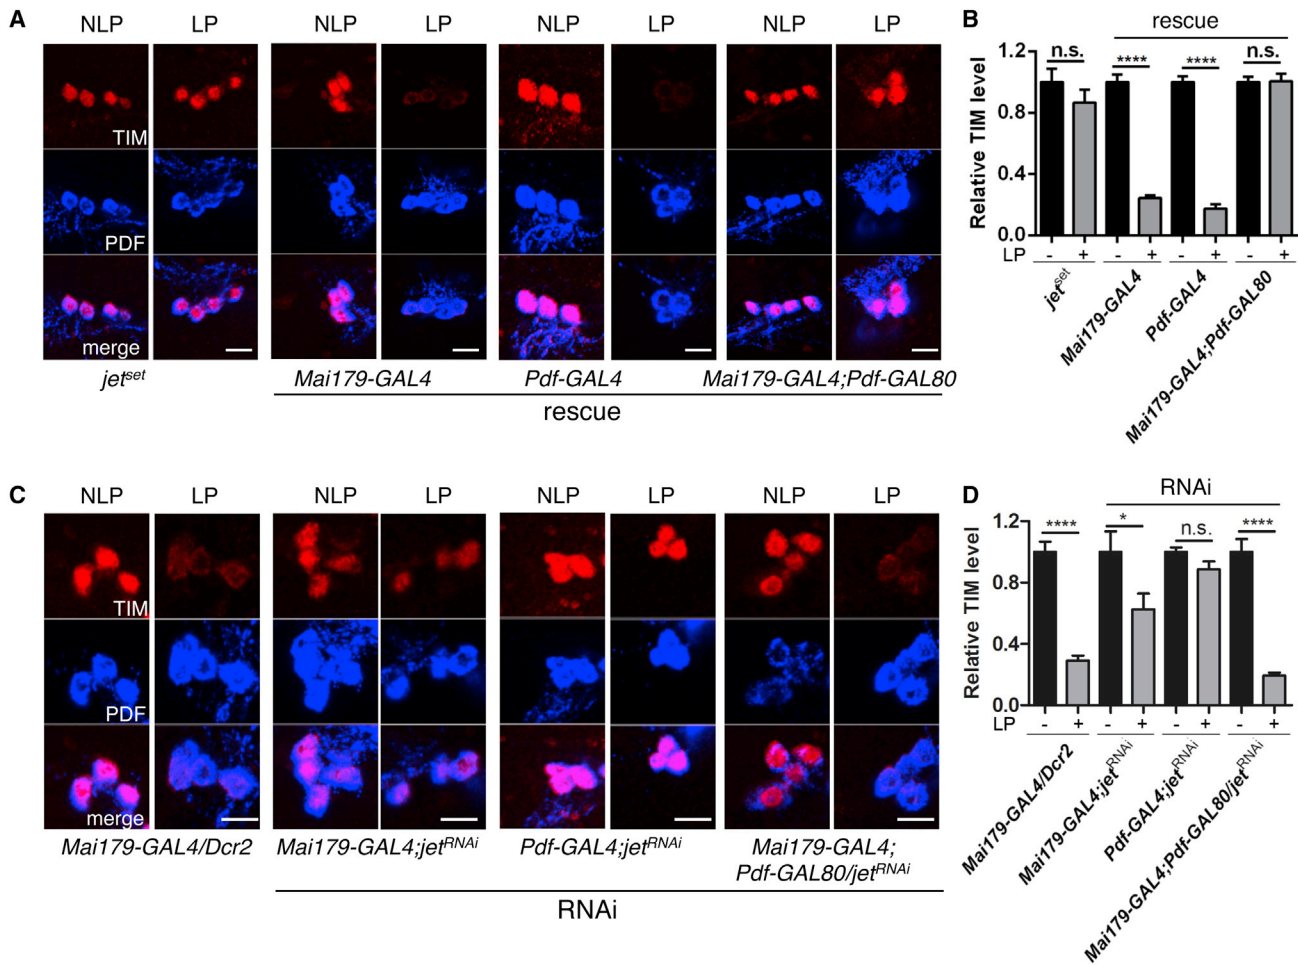 A
NLP LP NLP LP NLP LP NLP LP
TIM
PDF
merge
jet^set Mai179-GAL4 Pdf-GAL4 Mai179-GAL4;Pdf-GAL80
rescue
B
rescue
Relative TIM level
1.2
0.8
0.4
0.0
n.s. **** **** n.s.
LP - + - + - + - +
jet^set
Mai179-GAL4
Pdf-GAL4
Mai179-GAL4;Pdf-GAL80
C
NLP LP NLP LP NLP LP NLP LP
TIM
PDF
merge
Mai179-GAL4/Dcr2 Mai179-GAL4;jet^RNAi Pdf-GAL4;jet^RNAi Mai179-GAL4;
Pdf-GAL80/jet^RNAi
RNAi
D
RNAi
Relative TIM level
1.2
0.8
0.4
0.0
**** * n.s. ****
LP - + - + - + - +
Mai179-GAL4/Dcr2
Mai179-GAL4;jet^RNAi
Pdf-GAL4;jet^RNAi
Mai179-GAL4;Pdf-GAL80/jet^RNAi